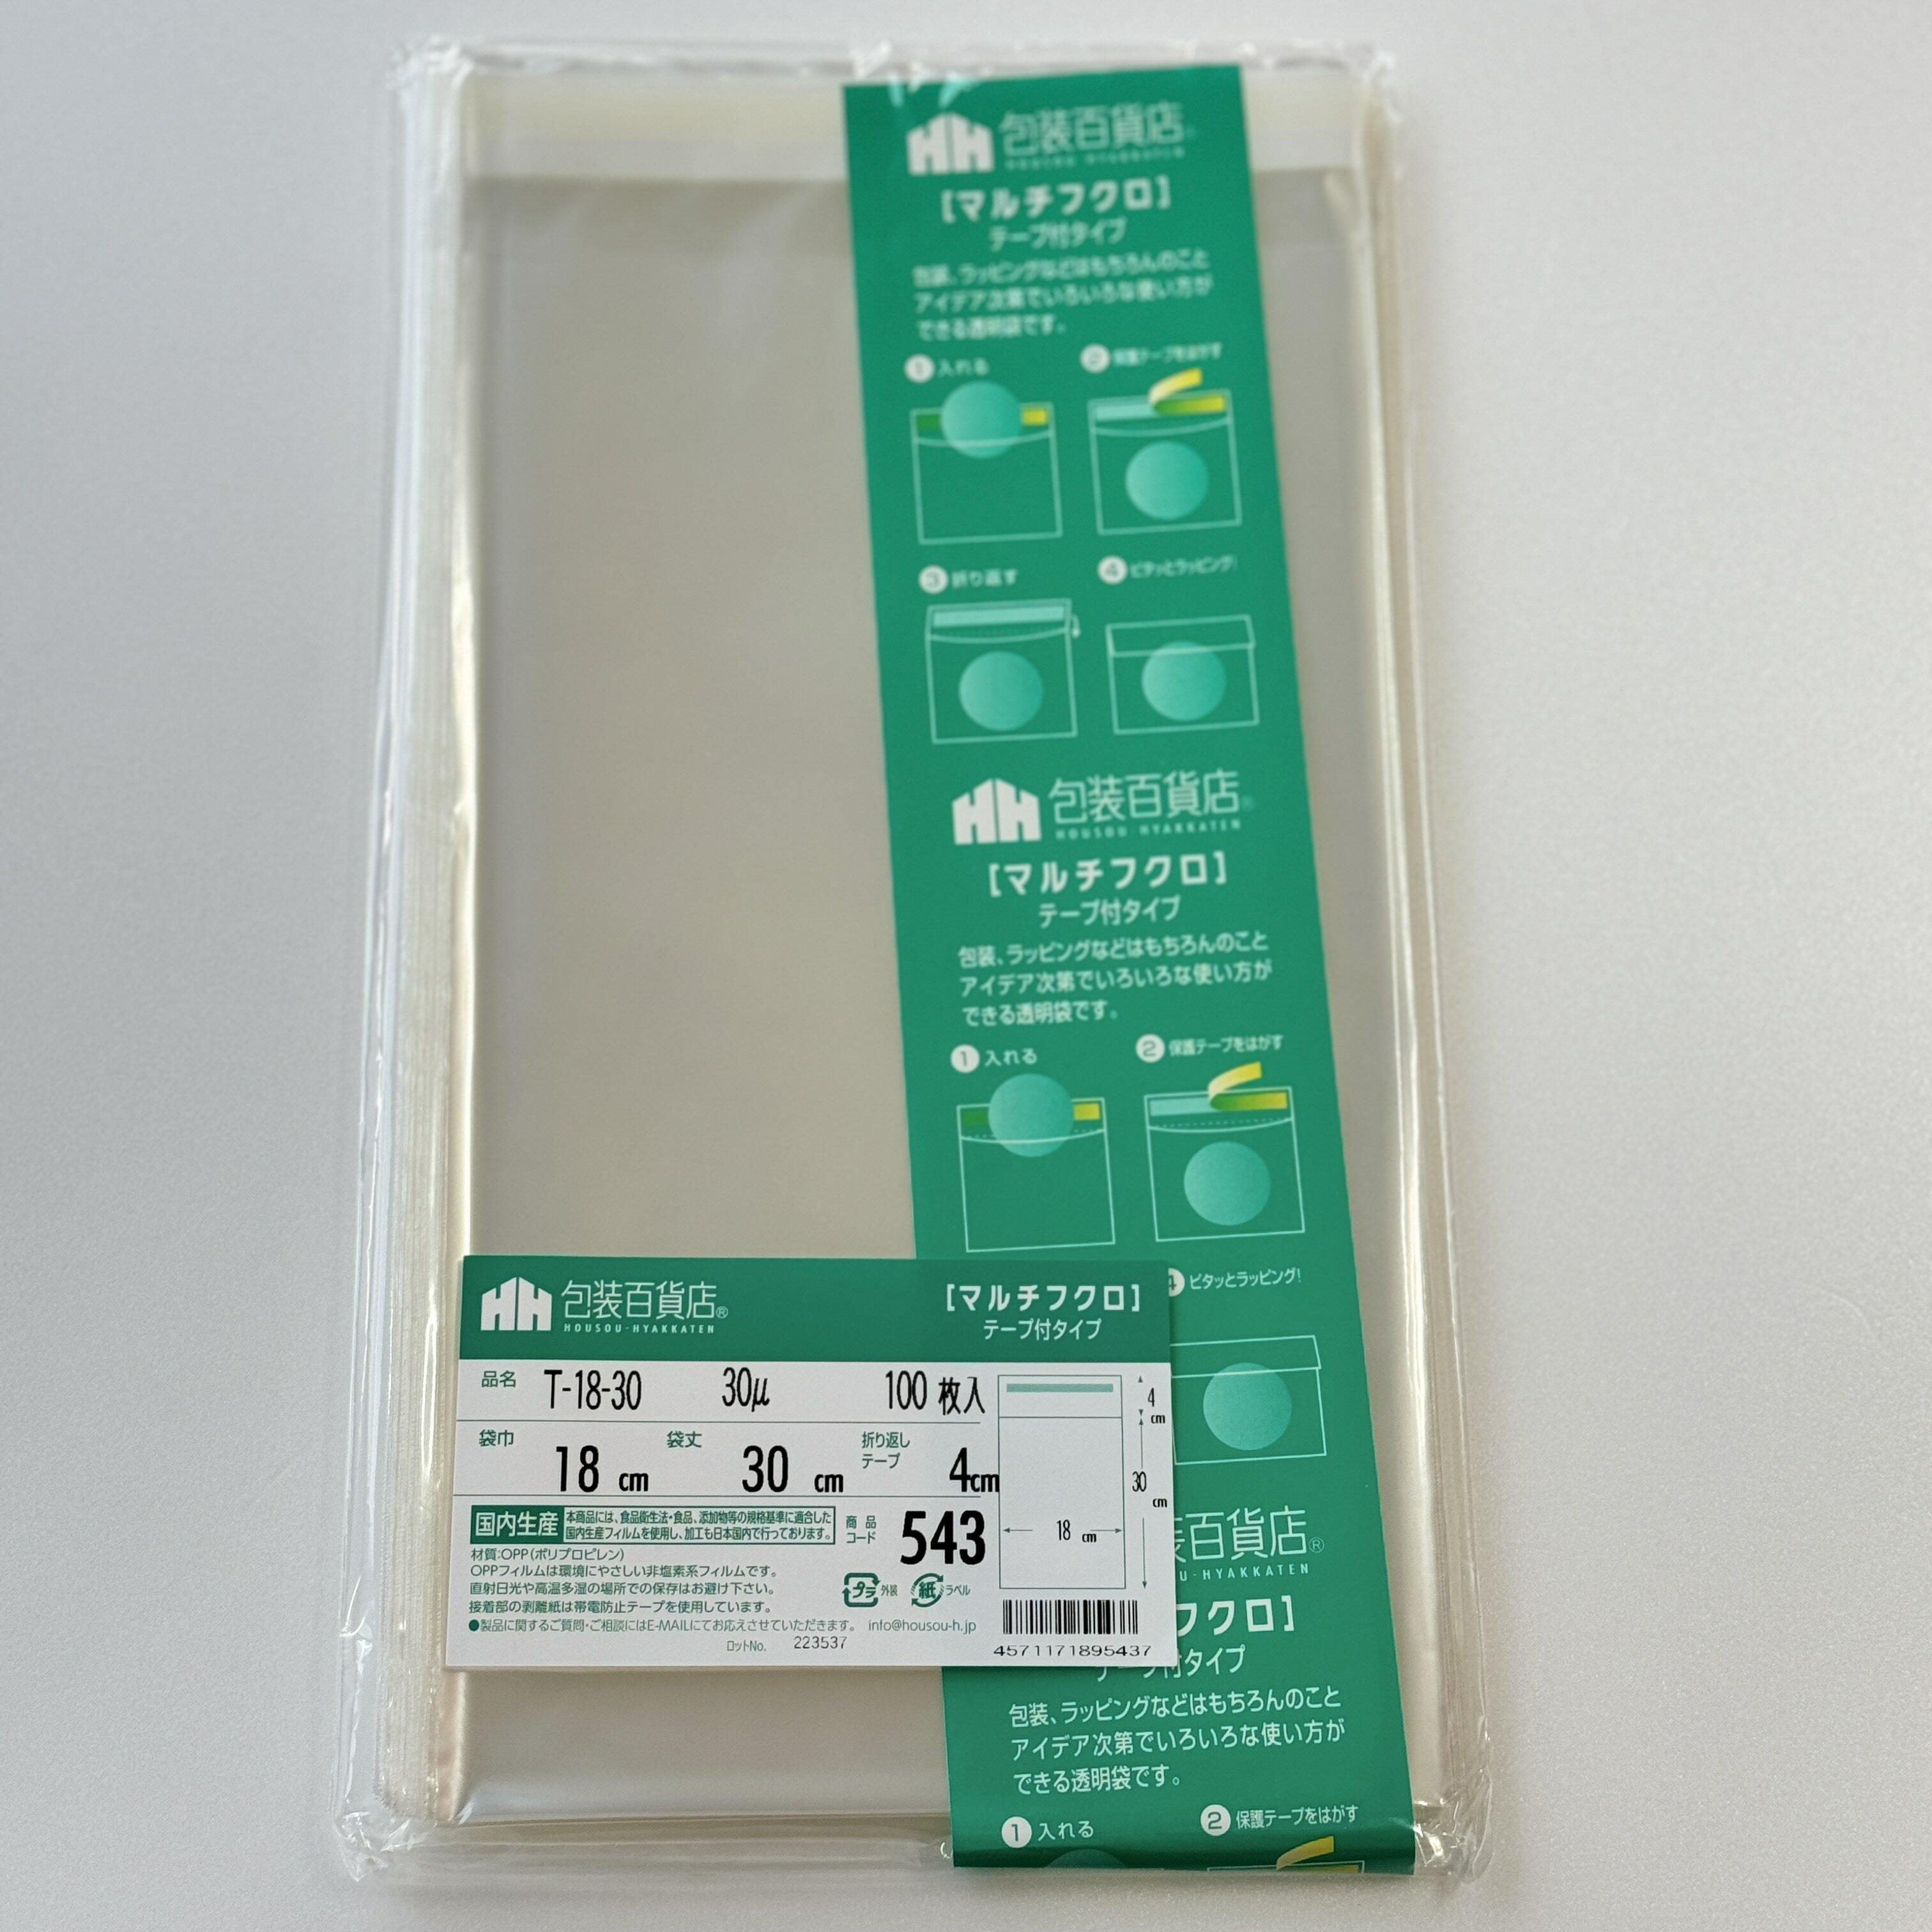 HH 包装百貨店
HOUSOU-HYAKKATEN
[マルチフクロ]
テープ付タイプ
包装、ラッピングなどはもちろんのこと
アイデア次第でいろいろな使い方が
できる透明袋です。
1 入れる
2 保護テープをはがす
3 折り返す
4 ピタッとラッピング!
HH 包装百貨店®
HOUSOU-HYAKKATEN
[マルチフクロ]
テープ付タイプ
包装、ラッピングなどはもちろんのこと
アイデア次第でいろいろな使い方が
できる透明袋です。
1 入れる
2 保護テープをはがす
4 ピタッとラッピング!
装百貨店®
U-HYAKKATEN
フクロ]
テープ付タイプ
包装、ラッピングなどはもちろんのこと
アイデア次第でいろいろな使い方が
できる透明袋です。
1 入れる
2 保護テープをはがす
HH 包装百貨店®
HOUSOU-HYAKKATEN
[マルチフクロ]
テープ付タイプ
品名 T-18-30 30μ 100 枚入
袋巾 18 cm 袋丈 30 cm 折り返し
テープ 4cm
国内生産 本商品には、食品衛生法・食品、添加物等の規格基準に適合した
国内生産フィルムを使用し、加工も日本国内で行っております。
商品
コード 543
材質:OPP(ポリプロピレン)
OPPフィルムは環境にやさしい非塩素系フィルムです。
直射日光や高温多湿の場所での保存はお避け下さい。
接着部の剥離紙は帯電防止テープを使用しています。
プラ 外装 紙 ラベル
●製品に関するご質問・ご相談にはE-MAILにてお応えさせていただきます。 info@housou-h.jp
ロットNo. 223537
4
cm
30
cm
18 cm
4571171895437